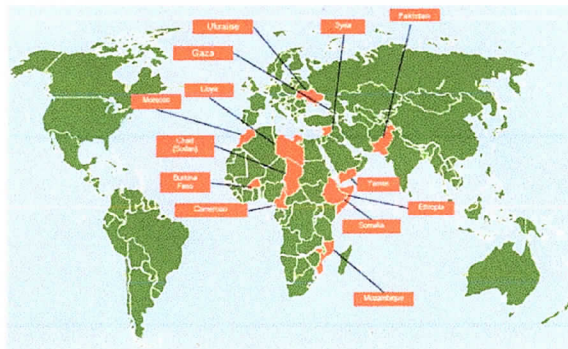 Ukraine
Syria
Pakistan
Gaza
Libya
Morocco
Chad
(Sudan)
Burkina
Faso
Yemen
Cameroon
Ethiopia
Somalia
Mozambique